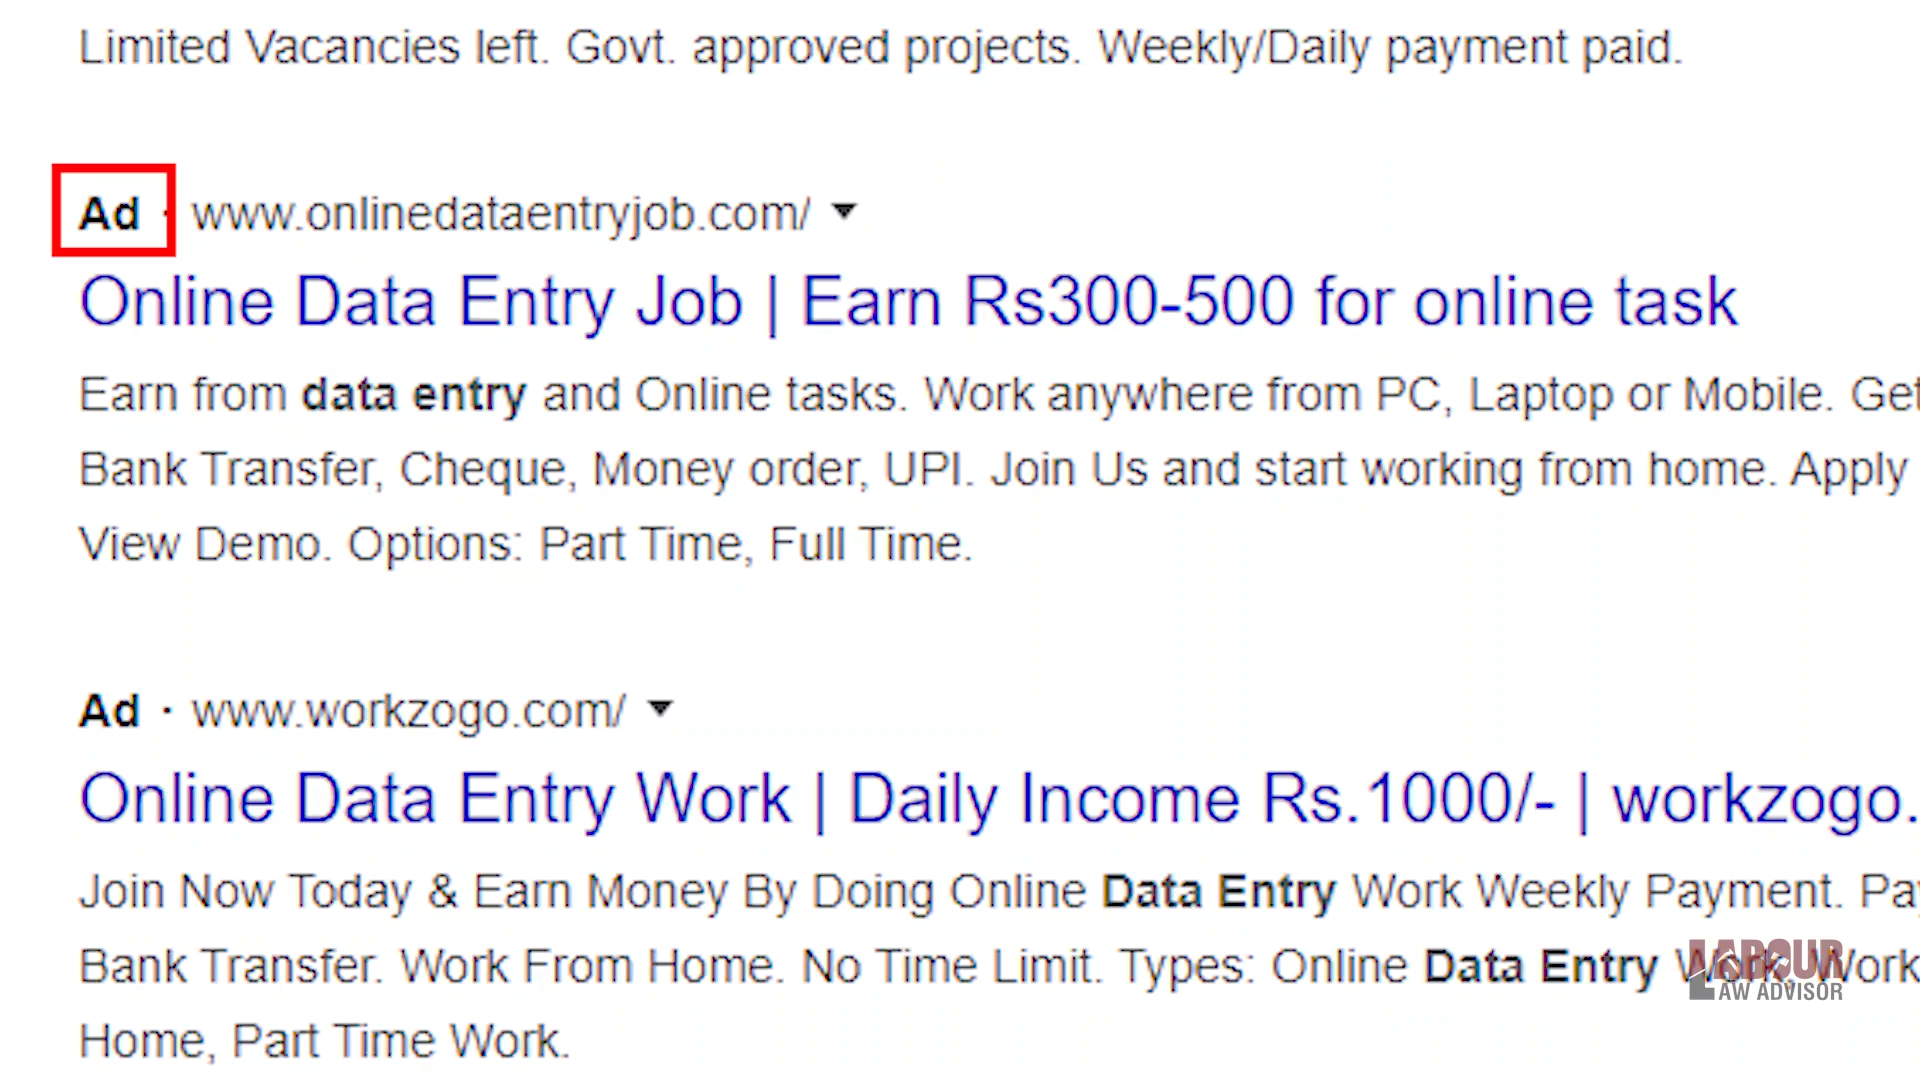 Limited Vacancies left. Govt. approved projects. Weekly/Daily payment paid.
Ad · www.onlinedataentryjob.com/
Online Data Entry Job | Earn Rs300-500 for online task
Earn from data entry and Online tasks. Work anywhere from PC, Laptop or Mobile. Get
Bank Transfer, Cheque, Money order, UPI. Join Us and start working from home. Apply
View Demo. Options: Part Time, Full Time.
Ad · www.workzogo.com/
Online Data Entry Work | Daily Income Rs.1000/- | workzogo.
Join Now Today & Earn Money By Doing Online Data Entry Work Weekly Payment. Pay
Bank Transfer. Work From Home. No Time Limit. Types: Online Data Entry Work, Work
Home, Part Time Work.
LABOUR
LAW ADVISOR